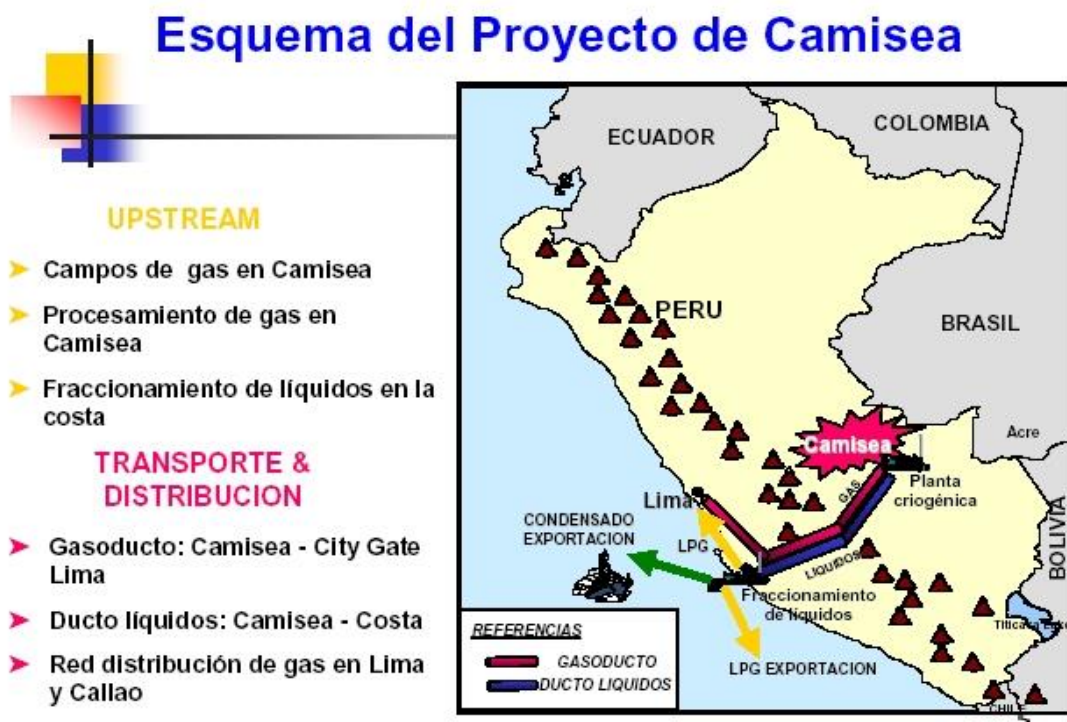 Esquema del Proyecto de Camisea
UPSTREAM
Campos de gas en Camisea
Procesamiento de gas en
Camisea
Fraccionamiento de líquidos en la
costa
TRANSPORTE &
DISTRIBUCION
Gasoducto: Camisea - City Gate
Lima
Ducto líquidos: Camisea - Costa
Red distribución de gas en Lima
y Callao
ECUADOR
COLOMBIA
PERU
BRASIL
Acre
Camisea
Planta
criogénica
GAS
Lima
CONDENSADO
EXPORTACION
LPG
LIQUIDOS
BOLIVIA
Fraccionamiento
de líquidos
Titicaca Lake
LPG EXPORTACION
CHILE
REFERENCIAS
GASODUCTO
DUCTO LIQUIDOS